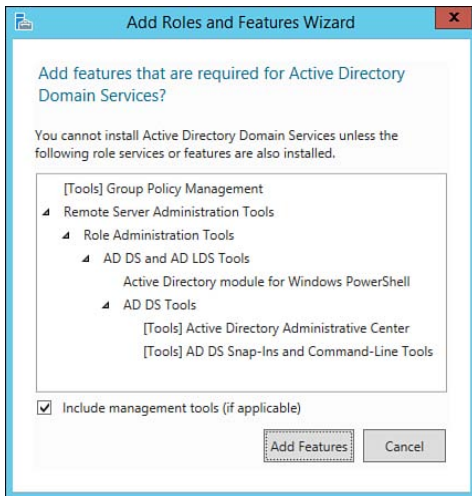 Add Roles and Features Wizard
x
Add features that are required for Active Directory
Domain Services?
You cannot install Active Directory Domain Services unless the
following role services or features are also installed.
[Tools] Group Policy Management
Remote Server Administration Tools
Role Administration Tools
AD DS and AD LDS Tools
Active Directory module for Windows PowerShell
AD DS Tools
[Tools] Active Directory Administrative Center
[Tools] AD DS Snap-Ins and Command-Line Tools
Include management tools (if applicable)
Add Features Cancel